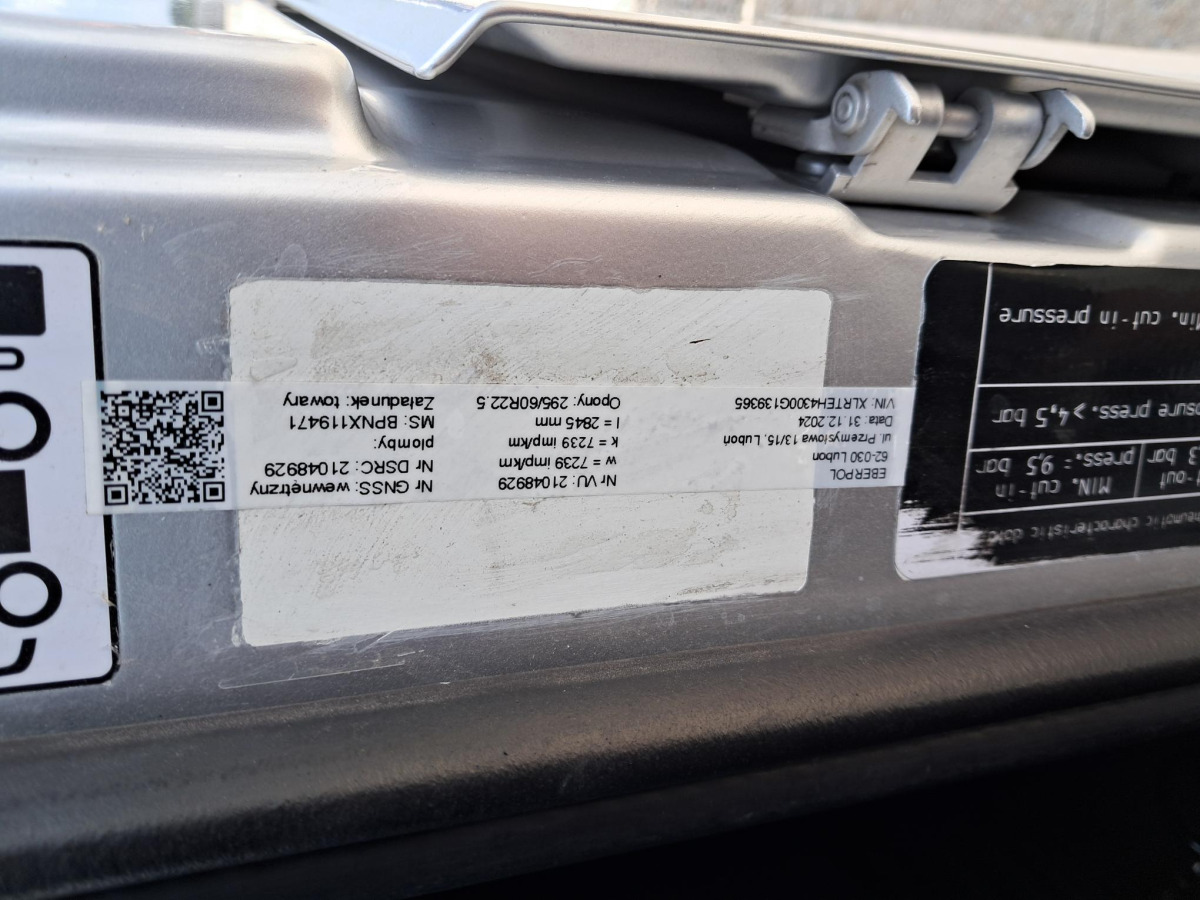 characteristic
MIN. cut-in
press.: 9,5 bar
press. > 4,5 bar
cut-in pressure
EBERPOL
62-030 Luboń
ul. Przemysłowa 13/15, Luboń
Data: 31.12.2024
VIN: XLRTEH4300G139365
Nr VU: 21048929
w = 7239 imp/km
k = 7239 imp/km
l = 2845 mm
Opony: 295/60R22.5
Nr GNSS: wewnętrzny
Nr DSRC: 21048929
plomby:
MS: BPNX119471
Załadunek: towary